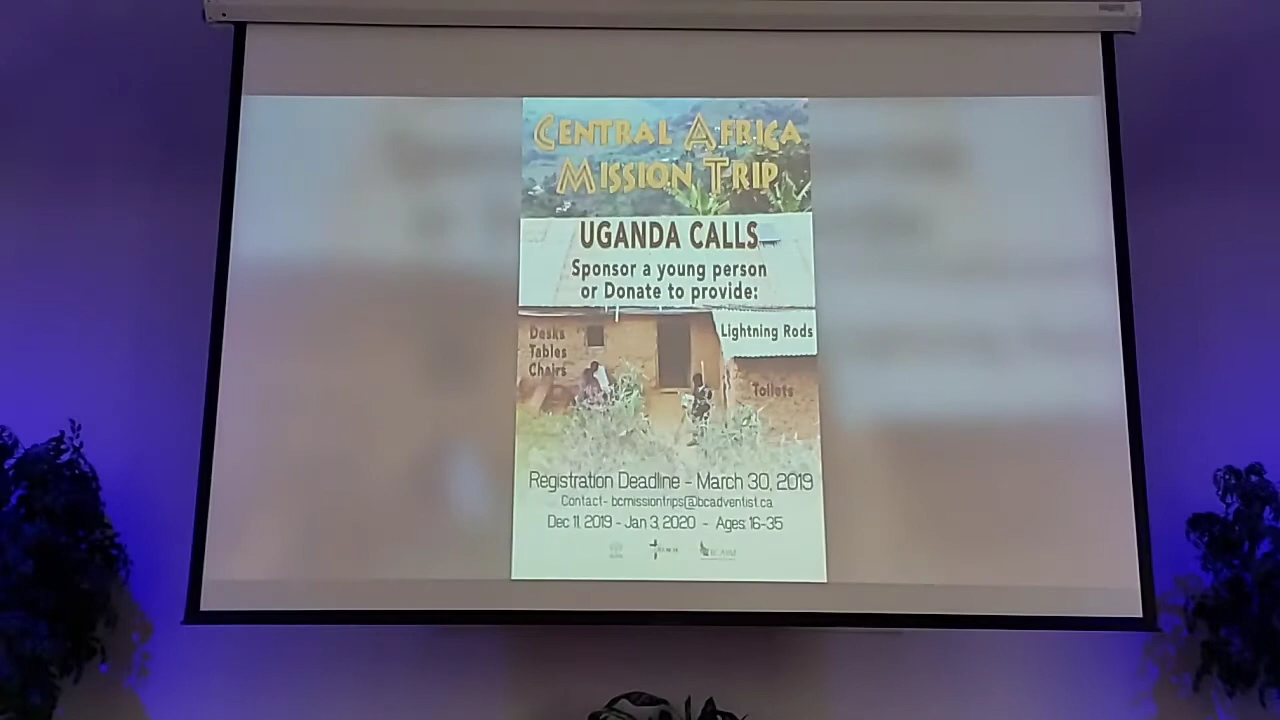 CENTRAL AFRICA
MISSION TRIP
UGANDA CALLS
Sponsor a young person
or Donate to provide:
Desks
Tables
Chairs
Lightning Rods
Toilets
Registration Deadline - March 30, 2019
Contact- bcmissiontrips@bcadventist.ca
Dec 11, 2019 - Jan 3, 2020 - Ages 16-35